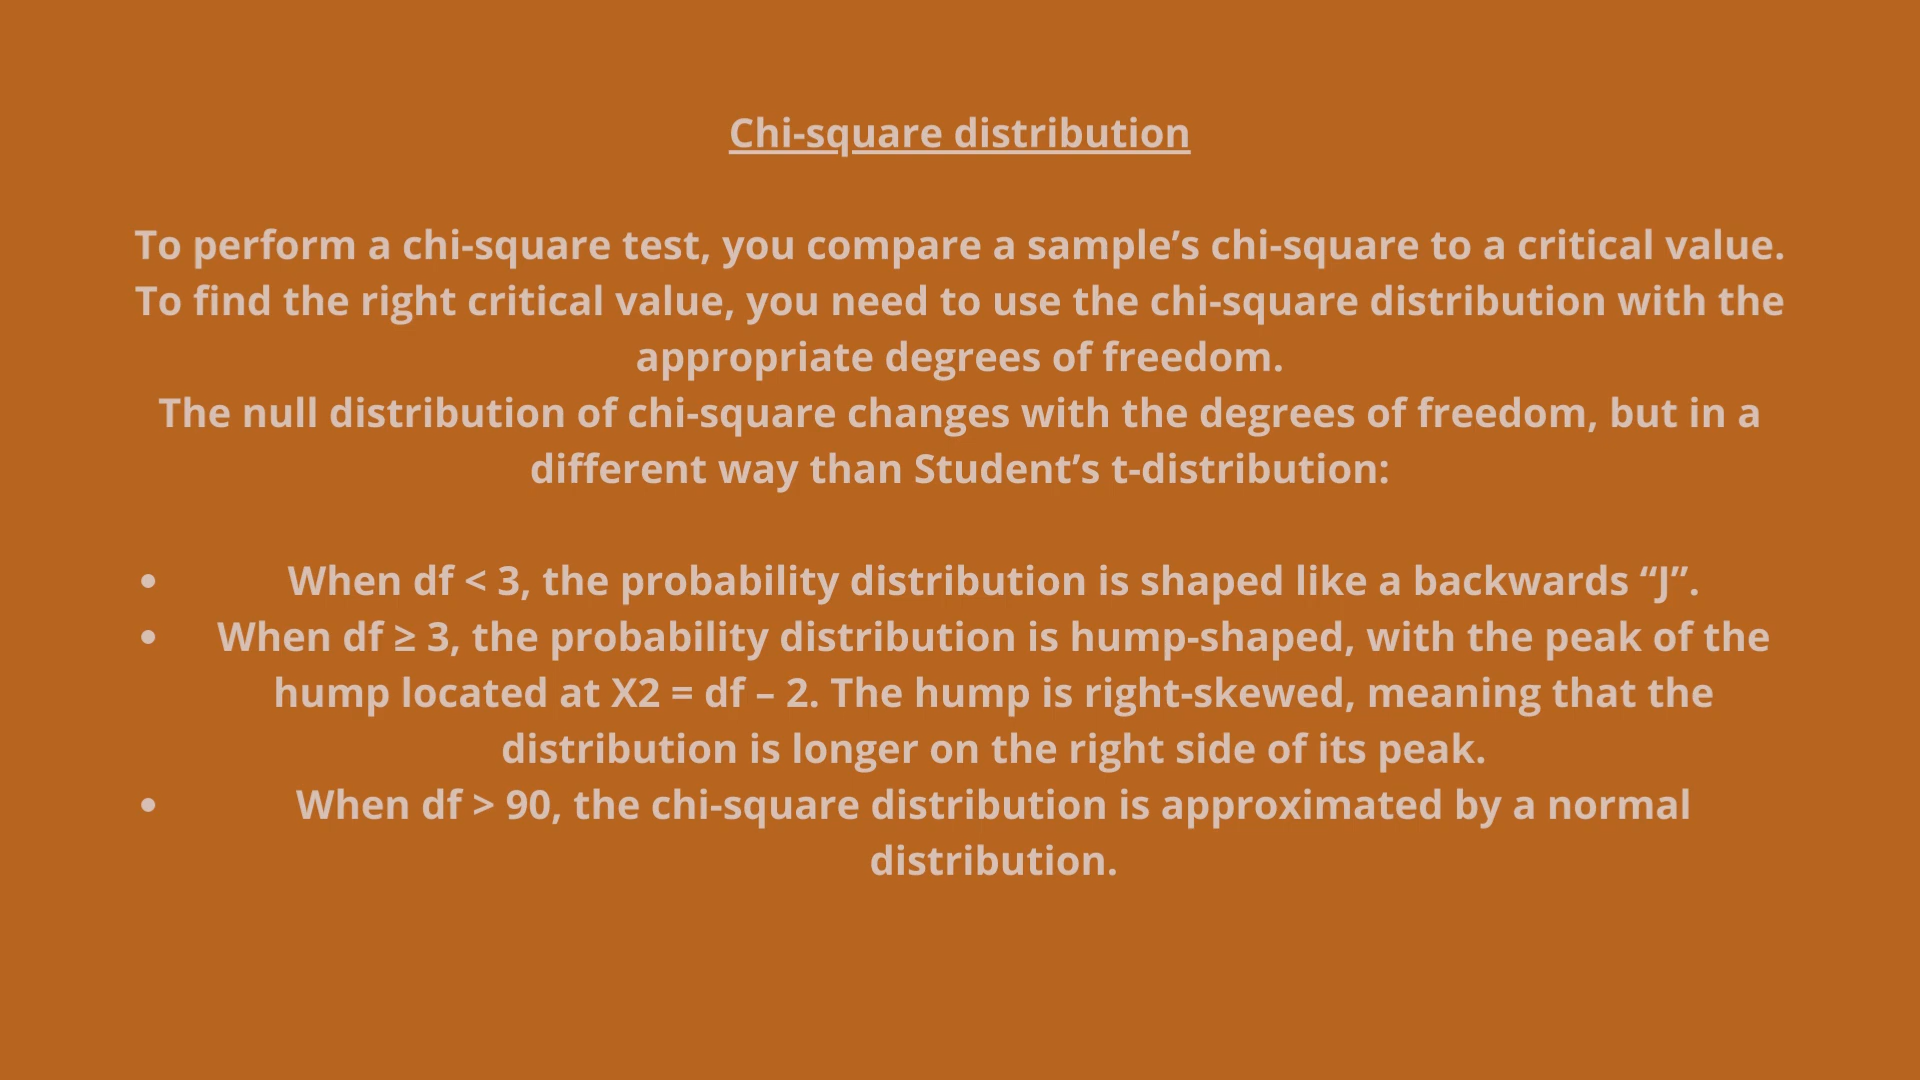 Chi-square distribution
To perform a chi-square test, you compare a sample’s chi-square to a critical value.
To find the right critical value, you need to use the chi-square distribution with the
appropriate degrees of freedom.
The null distribution of chi-square changes with the degrees of freedom, but in a
different way than Student’s t-distribution:
• When df < 3, the probability distribution is shaped like a backwards “J”.
• When df ≥ 3, the probability distribution is hump-shaped, with the peak of the
hump located at X2 = df – 2. The hump is right-skewed, meaning that the
distribution is longer on the right side of its peak.
• When df > 90, the chi-square distribution is approximated by a normal
distribution.